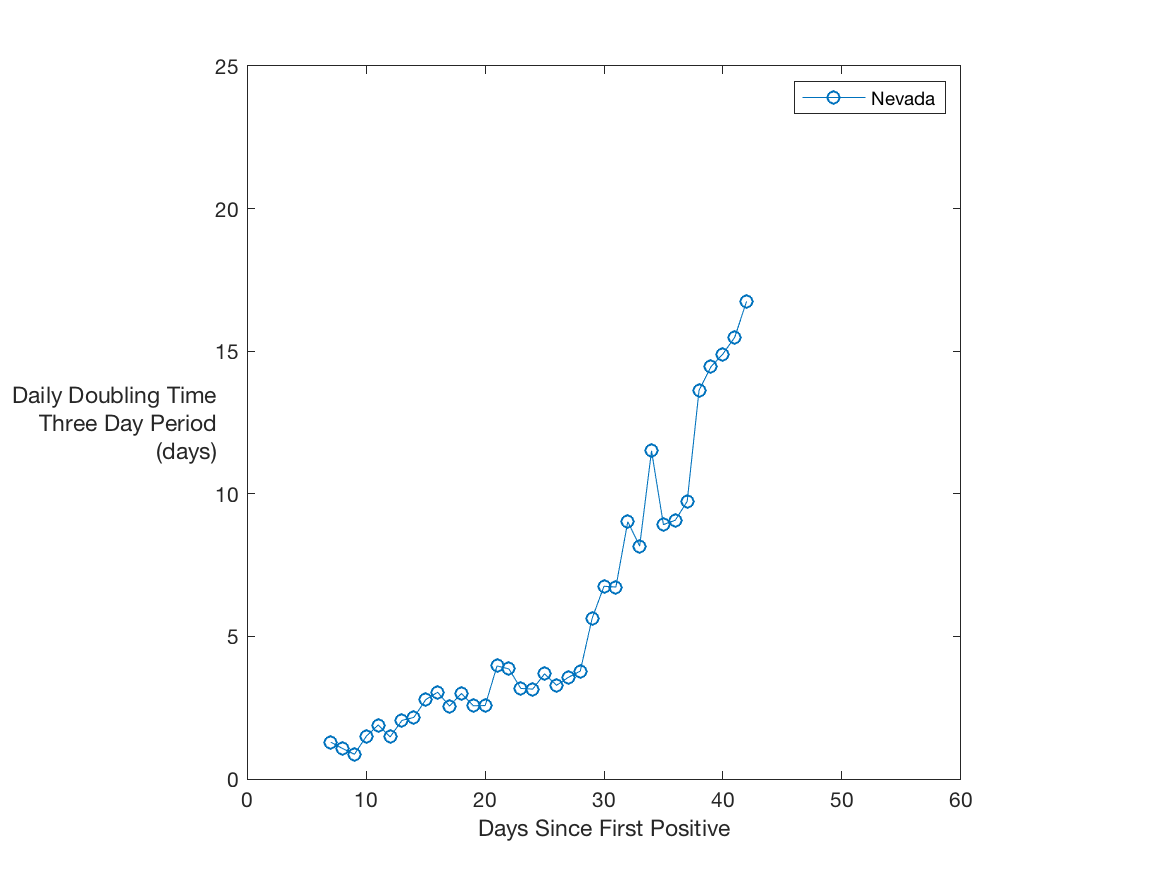 25
Nevada
20
15
Daily Doubling Time
Three Day Period
(days)
10
5
0
0 10 20 30 40 50 60
Days Since First Positive